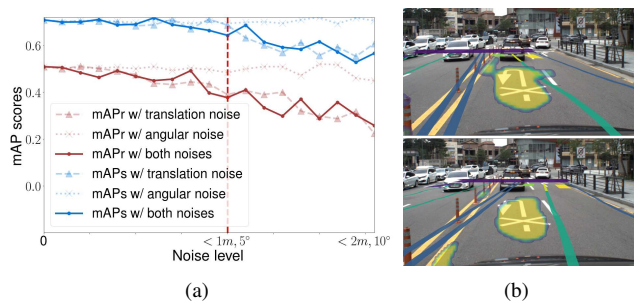 mAP scores
0.6
0.4
0.2
0.0
mAPr w/ translation noise
mAPr w/ angular noise
mAPr w/ both noises
mAPs w/ translation noise
mAPs w/ angular noise
mAPs w/ both noises
0
< 1m, 5°
< 2m, 10°
Noise level
(a)
(b)